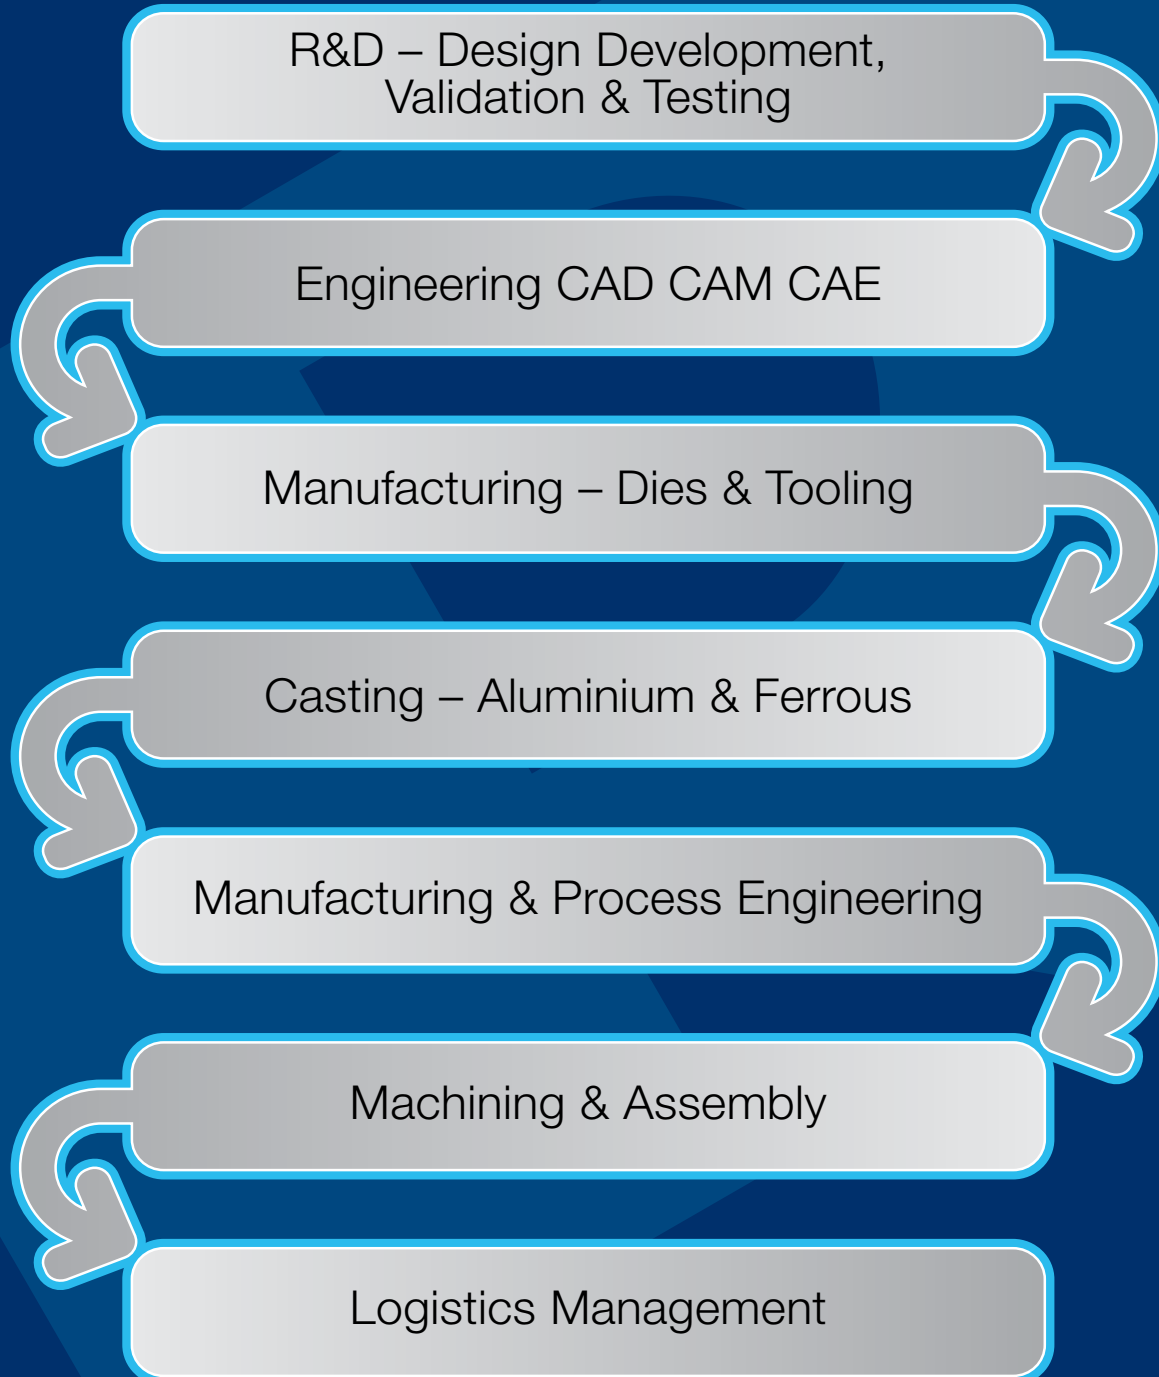 R&D – Design Development,
Validation & Testing
Engineering CAD CAM CAE
Manufacturing – Dies & Tooling
Casting – Aluminium & Ferrous
Manufacturing & Process Engineering
Machining & Assembly
Logistics Management